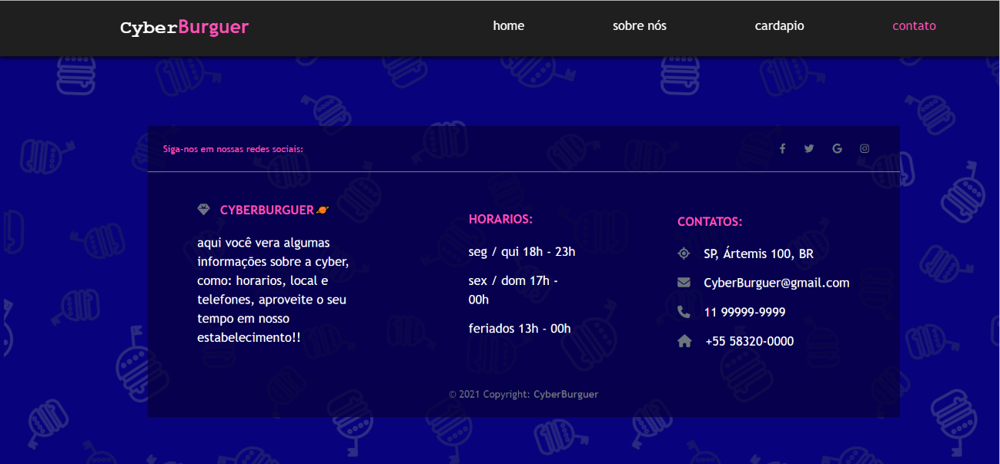 CyberBurguer
home
sobre nós
cardapio
contato
Siga-nos em nossas redes sociais:
CYBERBURGUER
aqui você vera algumas
informações sobre a cyber,
como: horarios, local e
telefones, aproveite o seu
tempo em nosso
estabelecimento!!
HORARIOS:
seg / qui 18h - 23h
sex / dom 17h -
00h
feriados 13h - 00h
CONTATOS:
SP, Ártemis 100, BR
CyberBurguer@gmail.com
11 99999-9999
+55 58320-0000
© 2021 Copyright: CyberBurguer